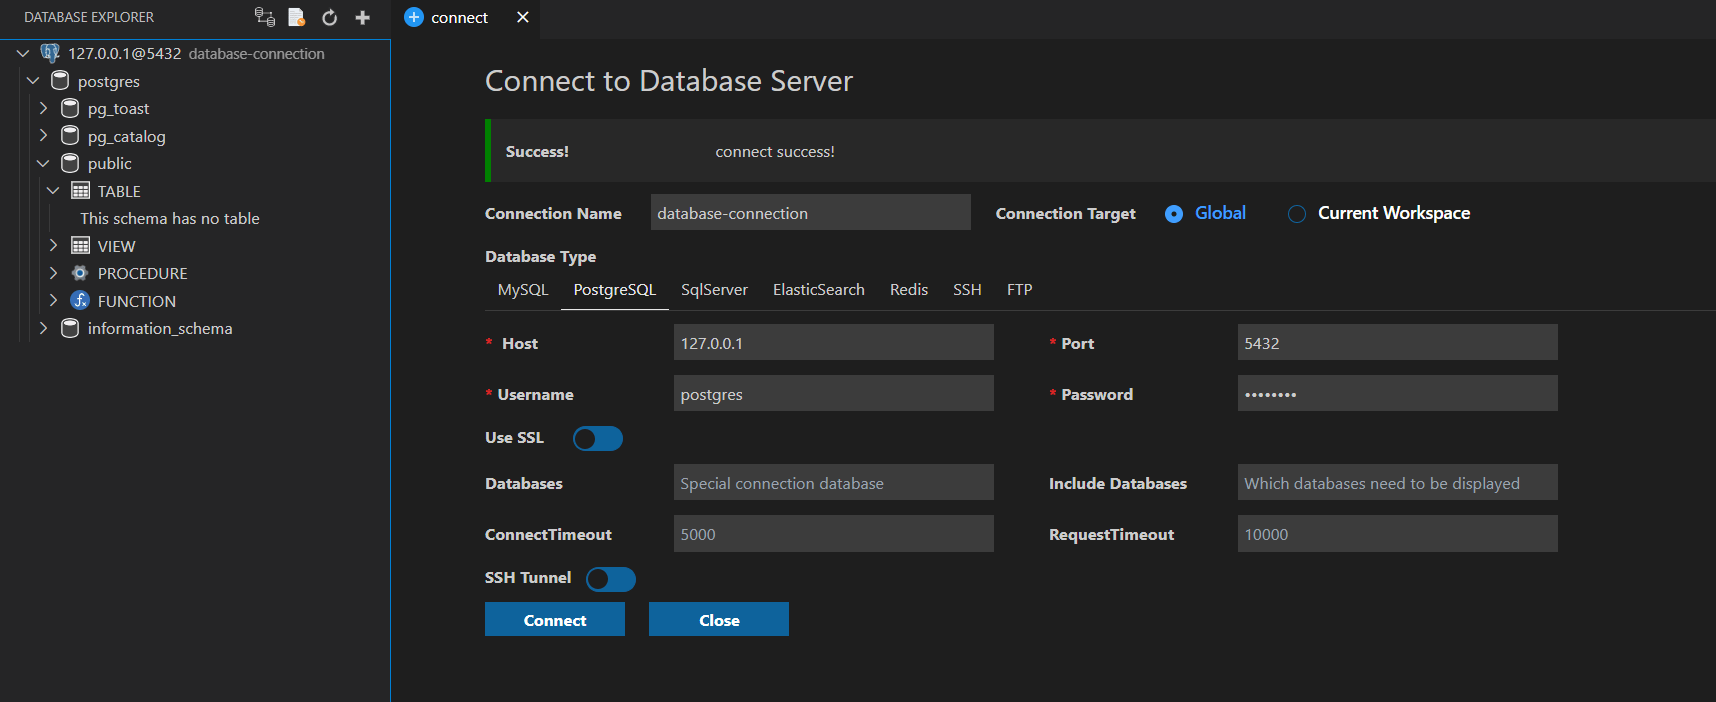 DATABASE EXPLORER
127.0.0.1@5432 database-connection
postgres
pg_toast
pg_catalog
public
TABLE
This schema has no table
VIEW
PROCEDURE
FUNCTION
information_schema
connect
Connect to Database Server
Success! connect success!
Connection Name database-connection Connection Target Global Current Workspace
Database Type
MySQL PostgreSQL SqlServer ElasticSearch Redis SSH FTP
* Host 127.0.0.1 * Port 5432
* Username postgres * Password ••••••••
Use SSL
Databases Special connection database Include Databases Which databases need to be displayed
ConnectTimeout 5000 RequestTimeout 10000
SSH Tunnel
Connect Close